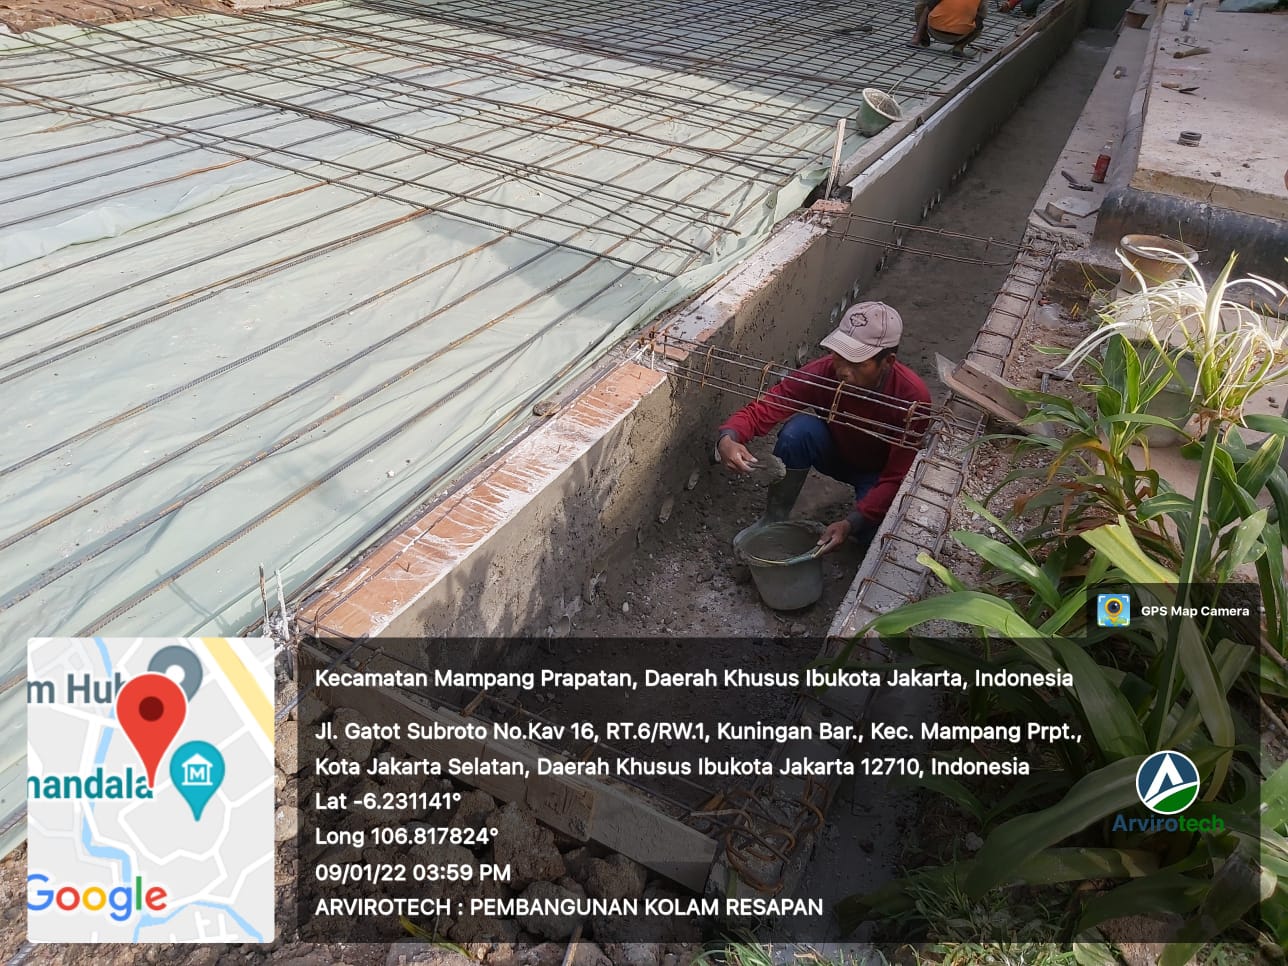 GPS Map Camera
Kecamatan Mampang Prapatan, Daerah Khusus Ibukota Jakarta, Indonesia
Jl. Gatot Subroto No.Kav 16, RT.6/RW.1, Kuningan Bar., Kec. Mampang Prpt.,
Kota Jakarta Selatan, Daerah Khusus Ibukota Jakarta 12710, Indonesia
Lat -6.231141°
Long 106.817824°
09/01/22 03:59 PM
ARVIROTECH : PEMBANGUNAN KOLAM RESAPAN
m Hub
mandala
Google
Arvirotech